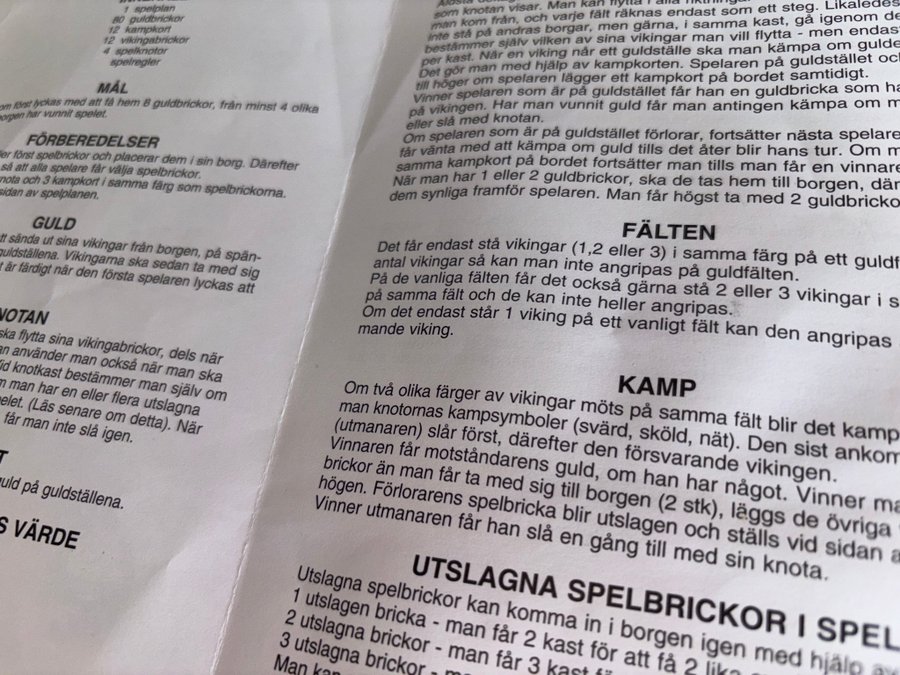 1 spelplan
80 guldbrickor
12 kampkort
12 vikingabrickor
4 spelknotor
spelregler
MÅL
om först lyckas med att få hem 8 guldbrickor, från minst 4 olika
borgen har vunnit spelet.
FÖRBEREDELSER
först spelbrickor och placerar dem i sin borg. Därefter
så att alla spelare får välja spelbrickor.
knota och 3 kampkort i samma färg som spelbrickorna.
sidan av spelplanen.
GULD
att sända ut sina vikingar från borgen, på spän-
guldställena. Vikingarna ska sedan ta med sig
är färdigt när den första spelaren lyckas att
NOTAN
ska flytta sina vikingabrickor, dels när
använder man också när man ska
Vid knotkast bestämmer man själv om
man har en eller flera utslagna
(Läs senare om detta). När
får man inte slå igen.
T
guld på guldställena.
S VÄRDE
som knotan visar. Man kan flytta i alla
man kom från, och varje fält räknas endast som ett steg. Likaledes
inte stå på andras borgar, men gärna, i samma kast, gå igenom
bestämmer själv vilken av sina vikingar man vill flytta - men endast
per kast. När en viking når ett guldställe ska man kämpa om
Det gör man med hjälp av kampkorten. Spelaren på guldstället
till höger om spelaren lägger ett kampkort på bordet samtidigt.
Vinner spelaren som är på guldstället får han en guldbricka som
på vikingen. Har man vunnit guld får man antingen kämpa om
eller slå med knotan.
Om spelaren som är på guldstället förlorar, fortsätter nästa spelare
får vänta med att kämpa om guld tills det åter blir hans tur. Om
samma kampkort på bordet fortsätter man tills man får en vinnare
När man har 1 eller 2 guldbrickor, ska de tas hem till borgen, där
dem synliga framför spelaren. Man får högst ta med 2 guldbricko
FÄLTEN
Det får endast stå vikingar (1,2 eller 3) i samma färg på ett guldf
antal vikingar så kan man inte angripas på guldfälten.
På de vanliga fälten får det också gärna stå 2 eller 3 vikingar i s
på samma fält och de kan inte heller angripas.
Om det endast står 1 viking på ett vanligt fält kan den angripas
mande viking.
KAMP
Om två olika färger av vikingar möts på samma fält blir det kamp
man knotornas kampsymboler (svärd, sköld, nät). Den sist ankom
(utmanaren) slår först, därefter den försvarande vikingen.
Vinnaren får motståndarens guld, om han har något. Vinner ma
brickor än man får ta med sig till borgen (2 stk), läggs de övriga
högen. Förlorarens spelbricka blir utslagen och ställs vid sidan a
Vinner utmanaren får han slå en gång till med sin knota.
UTSLAGNA SPELBRICKOR I SPEL
Utslagna spelbrickor kan komma in i borgen igen med hjälp av
1 utslagen bricka - man får 2 kast för att få 2 lika
2 utslagna brickor - man får 3 kast
3 utslagna brickor -
Man kan